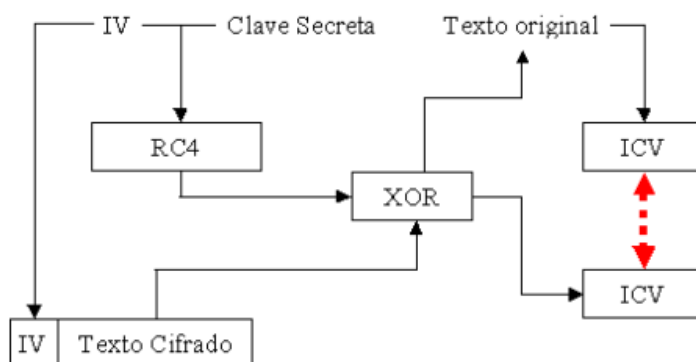 IV Clave Secreta Texto original
RC4 ICV
XOR
ICV
IV Texto Cifrado